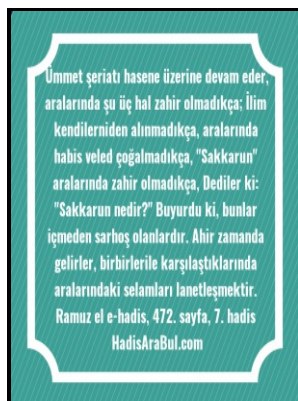 Ümmet şeriatı hasene üzerine devam eder,
aralarında şu üç hal zahir olmadıkça; İlim
kendilerniden alınmadıkça, aralarında
habis veled çoğalmadıkça, "Sakkarun"
aralarında zahir olmadıkça, Dediler ki:
"Sakkarun nedir?" Buyurdu ki, bunlar
içmeden sarhoş olanlardır. Ahir zamanda
gelirler, birbirlerile karşılaştıklarında
aralarındaki selamları lanetleşmektir.
Ramuz el e-hadis, 472. sayfa, 7. hadis
HadisAraBul.com